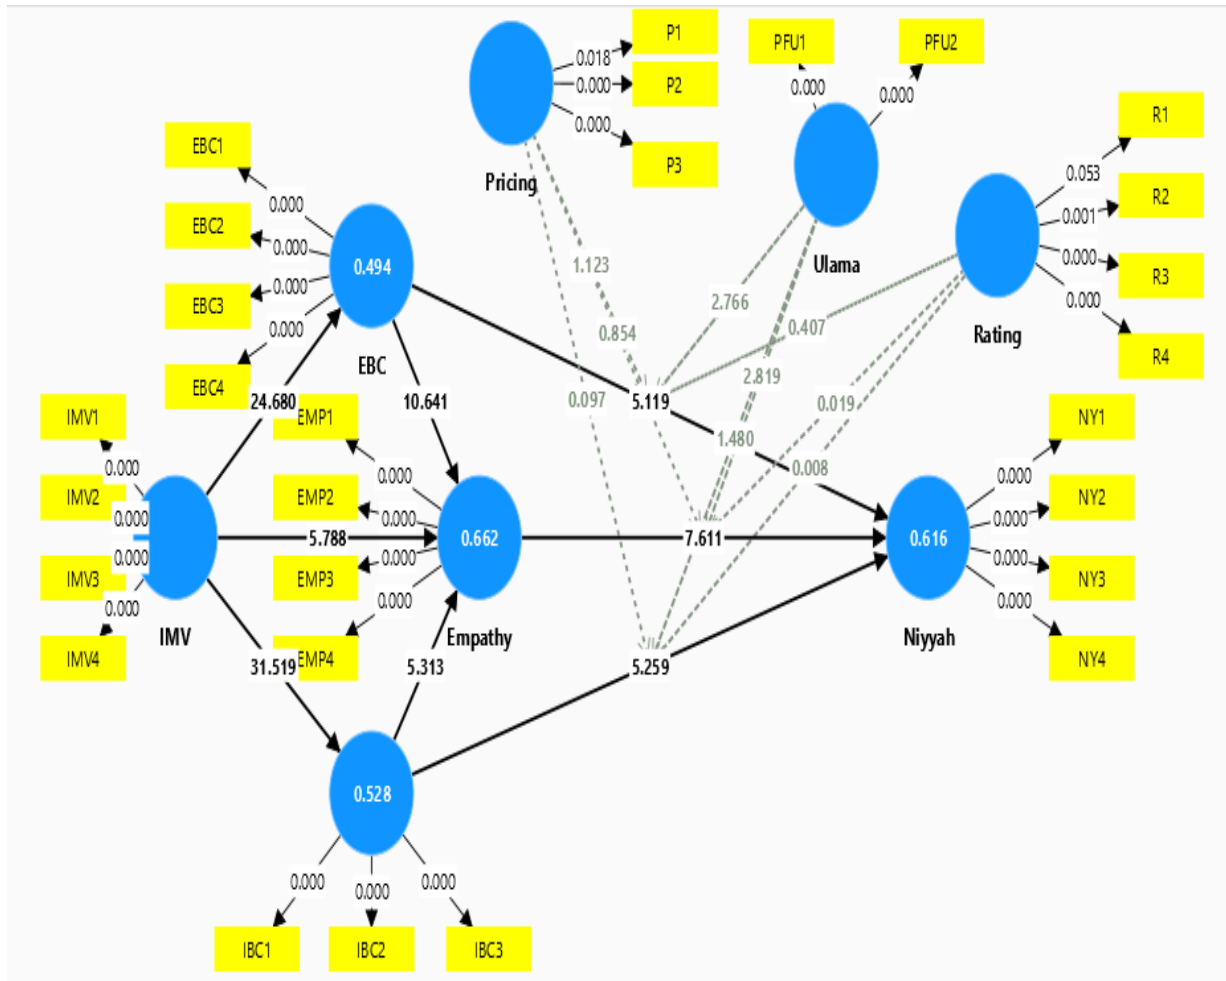 P1
PFU1
PFU2
0.018
P2
0.000
0.000
0.000
0.000
P3
R1
EBC1
Pricing
0.053
R2
0.000
EBC2
0.001
0.000
0.494
1.123
Ulama
0.000
R3
EBC3
0.000
2.766
0.000
0.000
0.854
0.407
Rating
R4
EBC
EBC4
2.819
24.680
10.641
0.097
5.119
0.019
IMV1
EMP1
NY1
1.480
0.000
0.000
0.008
0.000
IMV2
EMP2
NY2
0.000
0.000
0.000
5.788
0.662
7.611
0.616
0.000
0.000
0.000
IMV3
EMP3
NY3
0.000
0.000
0.000
IMV
Empathy
Niyyah
IMV4
31.519
EMP4
5.313
5.259
NY4
0.528
0.000
0.000
0.000
IBC1
IBC2
IBC3